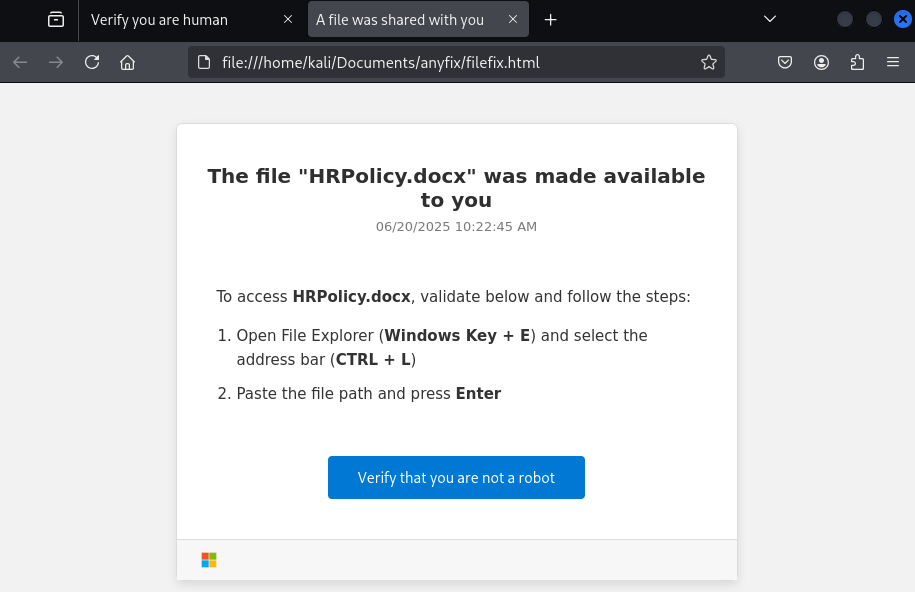 Verify you are human
A file was shared with you
file:///home/kali/Documents/anyfix/filefix.html
The file "HRPolicy.docx" was made available
to you
06/20/2025 10:22:45 AM
To access HRPolicy.docx, validate below and follow the steps:
1. Open File Explorer (Windows Key + E) and select the
address bar (CTRL + L)
2. Paste the file path and press Enter
Verify that you are not a robot